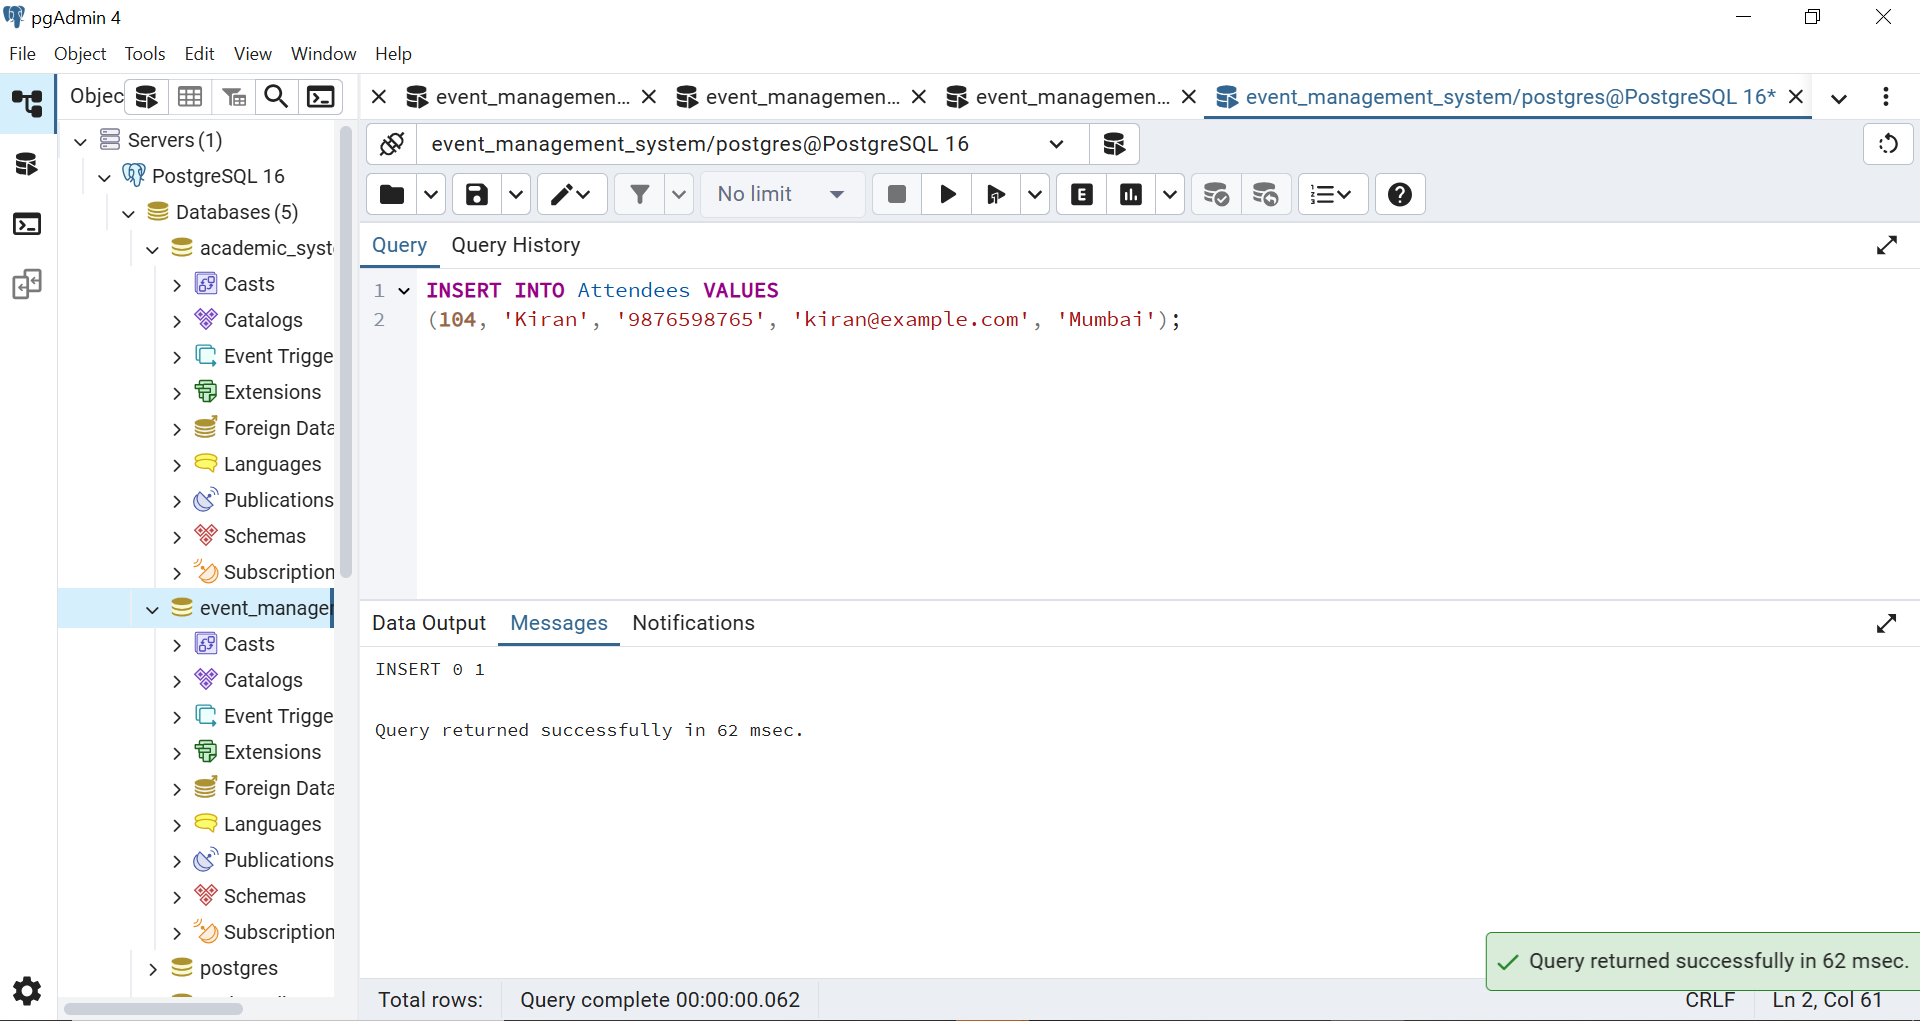 pgAdmin 4
File Object Tools Edit View Window Help
Objec
event_managemen...
event_managemen...
event_managemen...
event_management_system/postgres@PostgreSQL 16*
Servers (1)
PostgreSQL 16
Databases (5)
academic_syst
Casts
Catalogs
Event Trigge
Extensions
Foreign Data
Languages
Publications
Schemas
Subscription
event_manager
Casts
Catalogs
Event Trigge
Extensions
Foreign Data
Languages
Publications
Schemas
Subscription
postgres
event_management_system/postgres@PostgreSQL 16
No limit
E
Query Query History
1 INSERT INTO Attendees VALUES
2 (104, 'Kiran', '9876598765', 'kiran@example.com', 'Mumbai');
Data Output Messages Notifications
INSERT 0 1
Query returned successfully in 62 msec.
Query returned successfully in 62 msec.
Total rows: Query complete 00:00:00.062 CRLF Ln 2, Col 61